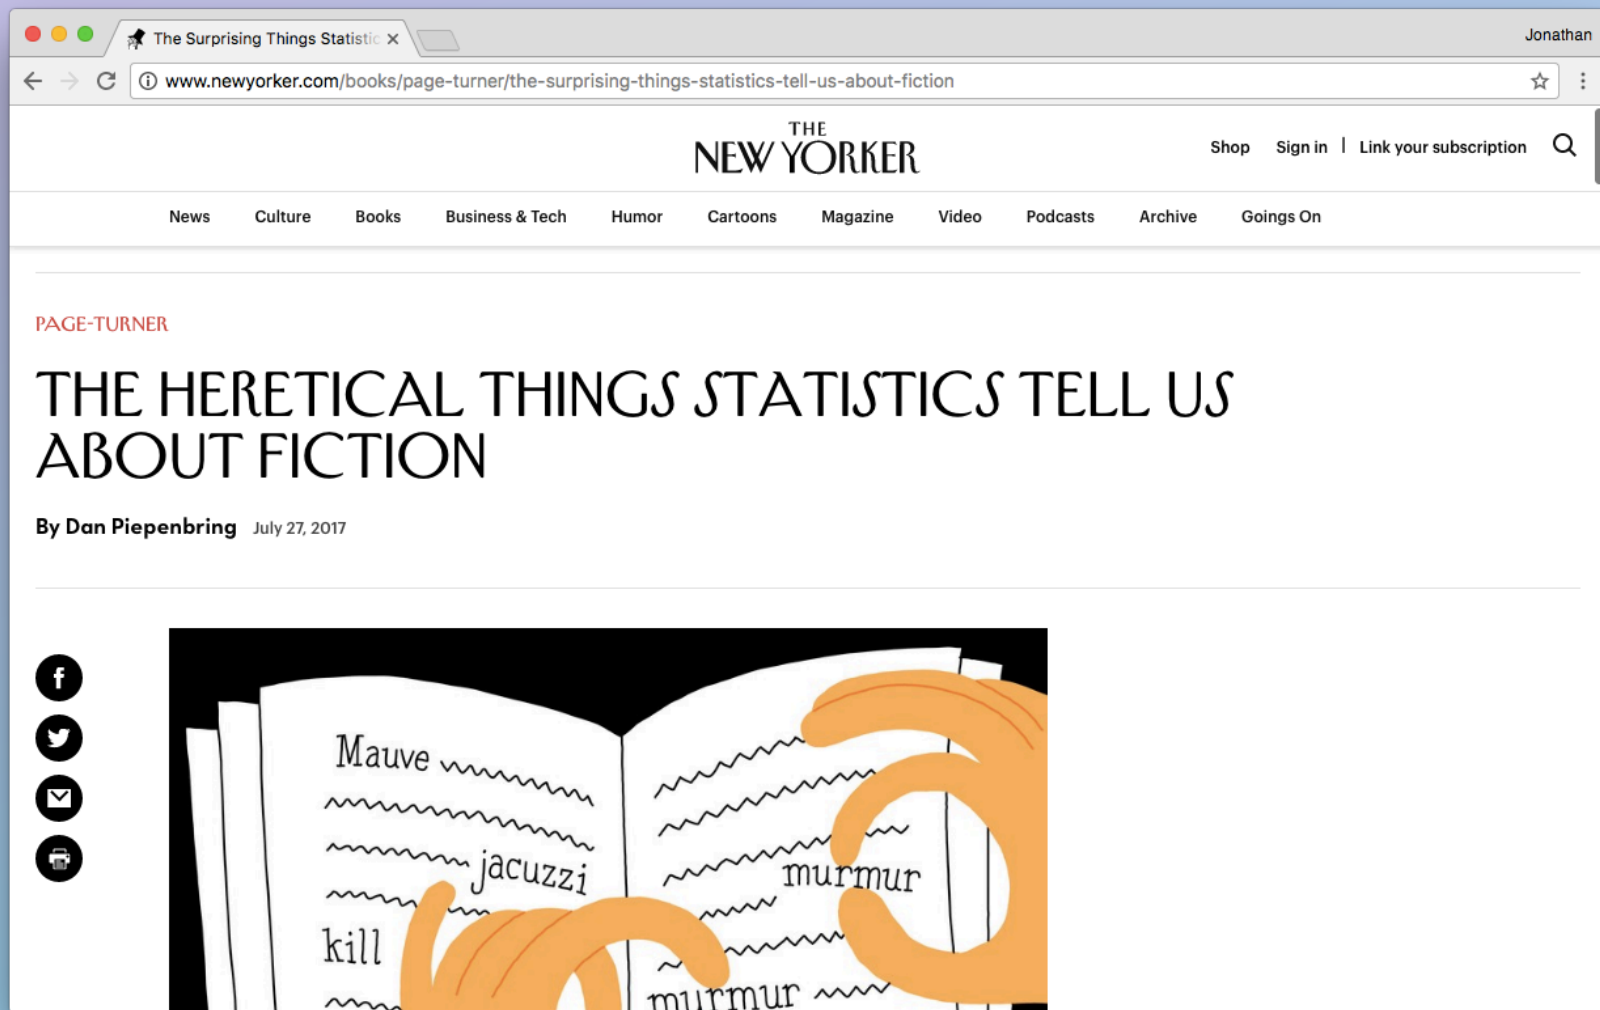 The Surprising Things Statistic
Jonathan
www.newyorker.com/books/page-turner/the-surprising-things-statistics-tell-us-about-fiction
THE
NEW YORKER
Shop Sign in | Link your subscription
News Culture Books Business & Tech Humor Cartoons Magazine Video Podcasts Archive Goings On
PAGE-TURNER
THE HERETICAL THINGS STATISTICS TELL US
ABOUT FICTION
By Dan Piepenbring July 27, 2017
Mauve
jacuzzi
kill
murmur
murmur